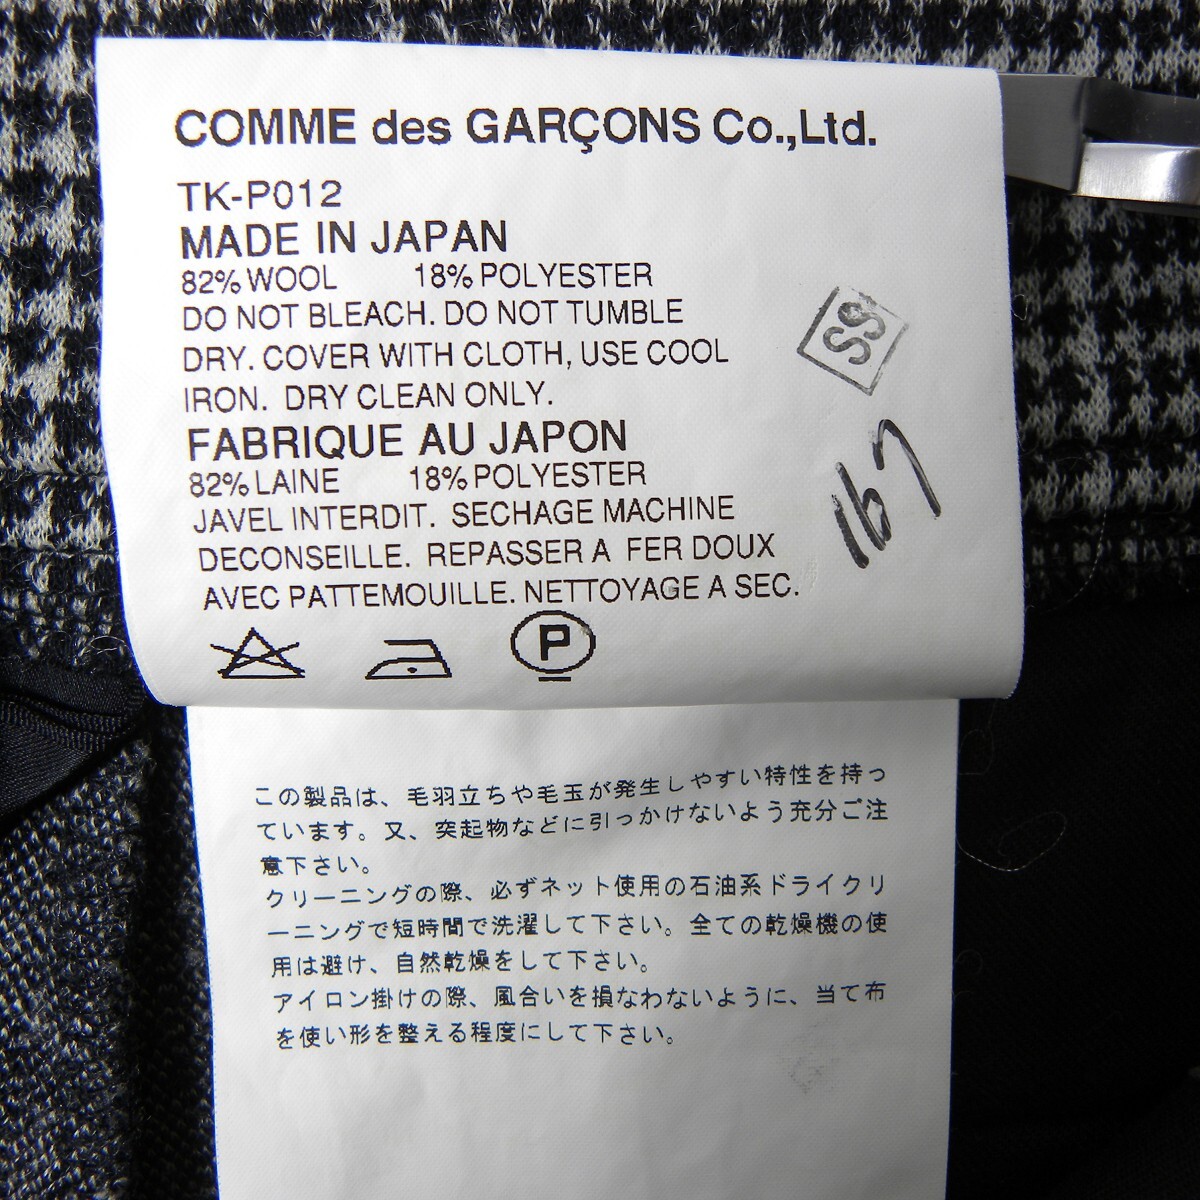 COMME des GARÇONS Co.,Ltd.
TK-P012
MADE IN JAPAN
82% WOOL 18% POLYESTER
DO NOT BLEACH. DO NOT TUMBLE
DRY. COVER WITH CLOTH, USE COOL
IRON. DRY CLEAN ONLY.
FABRIQUE AU JAPON
82% LAINE 18% POLYESTER
JAVEL INTERDIT. SECHAGE MACHINE
DECONSEILLE. REPASSER A FER DOUX
AVEC PATTEMOUILLE. NETTOYAGE A SEC.
P
167
この製品は、毛羽立ちや毛玉が発生しやすい特性を持っ
ています。又、突起物などに引っかけないよう充分ご注
意下さい。
クリーニングの際、必ずネット使用の石油系ドライクリ
ーニングで短時間で洗濯して下さい。全ての乾燥機の使
用は避け、自然乾燥をして下さい。
アイロン掛けの際、風合いを損なわないように、当て布
を使い形を整える程度にして下さい。